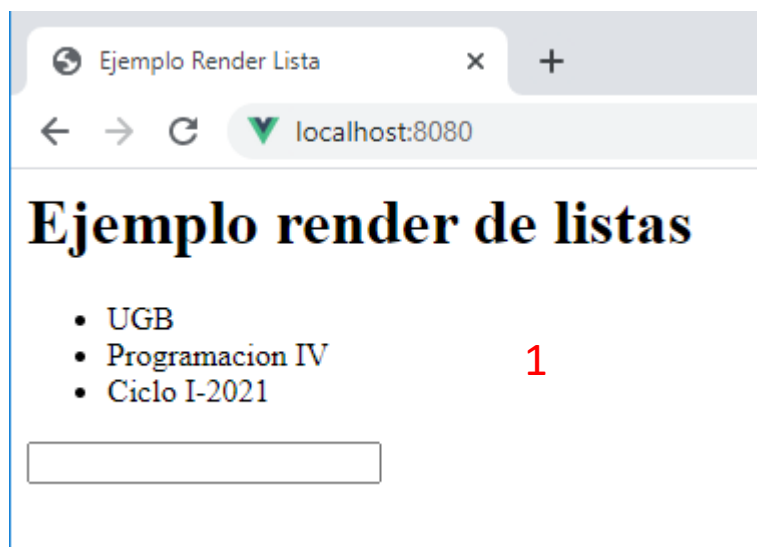 Ejemplo Render Lista
localhost:8080
Ejemplo render de listas
UGB
Programacion IV
1
Ciclo I-2021